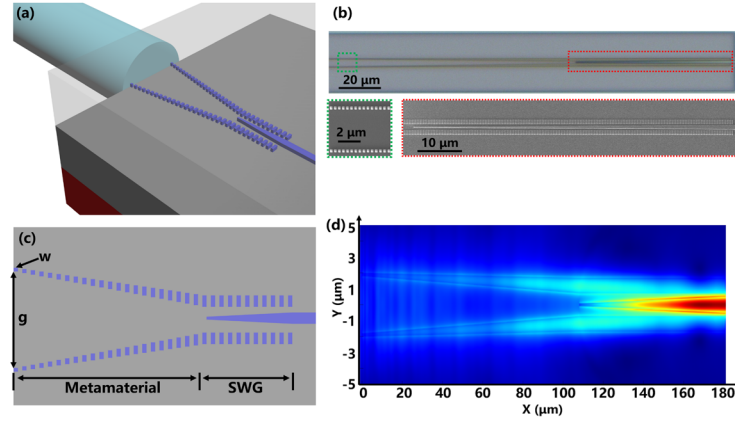 (a)
(b)
20 μm
2 μm
10 μm
(c)
w
g
Metamaterial
SWG
(d)
5
3
1
-1
-3
-5
Y (μm)
0 20 40 60 80 100 120 140 160 180
X (μm)